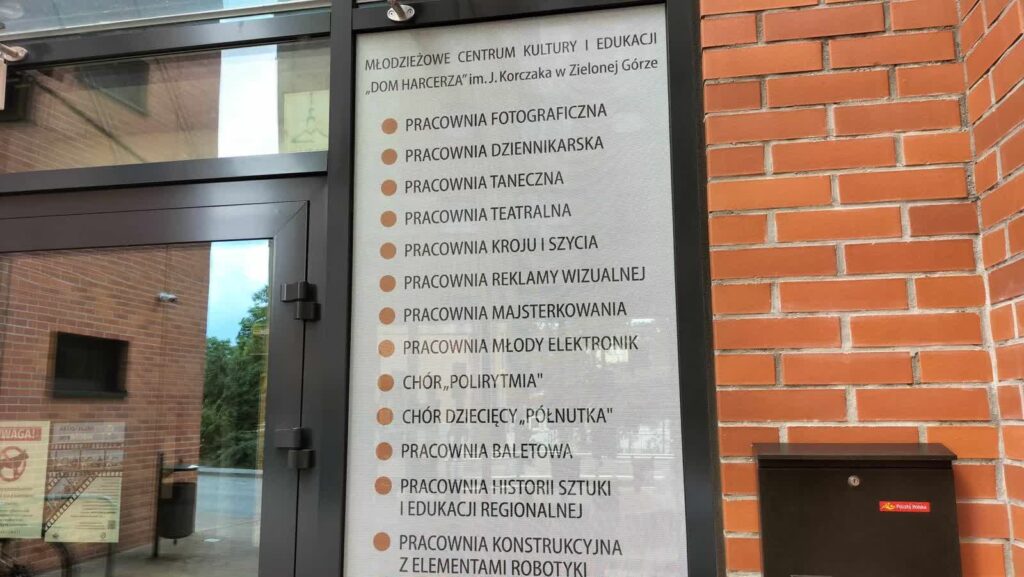 MŁODZIEŻOWE CENTRUM KULTURY I EDUKACJI
„DOM HARCERZA" im. J. Korczaka w Zielonej Górze
PRACOWNIA FOTOGRAFICZNA
PRACOWNIA DZIENNIKARSKA
PRACOWNIA TANECZNA
PRACOWNIA TEATRALNA
PRACOWNIA KROJU I SZYCIA
PRACOWNIA REKLAMY WIZUALNEJ
PRACOWNIA MAJSTERKOWANIA
PRACOWNIA MŁODY ELEKTRONIK
CHÓR „POLIRYTMIA"
CHÓR DZIECIĘCY „PÓŁNUTKA"
PRACOWNIA BALETOWA
PRACOWNIA HISTORII SZTUKI
I EDUKACJI REGIONALNEJ
PRACOWNIA KONSTRUKCYJNA
Z ELEMENTAMI ROBOTYKI
Poczta Polska